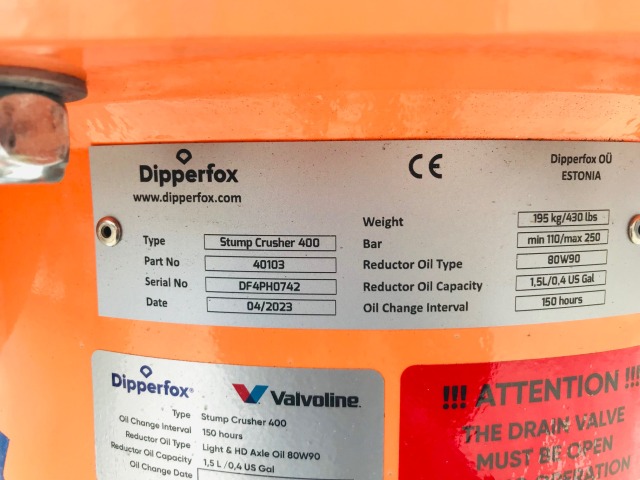 Dipperfox
www.dipperfox.com
CE
Dipperfox OÜ
ESTONIA
Type Stump Crusher 400
Part No 40103
Serial No DF4PH0742
Date 04/2023
Weight 195 kg/430 lbs
Bar min 110/max 250
Reductor Oil Type 80W90
Reductor Oil Capacity 1,5L/0,4 US Gal
Oil Change Interval 150 hours
Dipperfox®
Valvoline
Type Stump Crusher 400
Oil Change Interval 150 hours
Reductor Oil Type Light & HD Axle Oil 80W90
Reductor Oil Capacity 1,5 L /0,4 US Gal
Oil Change Date
!!! ATTENTION !!!
THE DRAIN VALVE
MUST BE OPEN
OPERATION